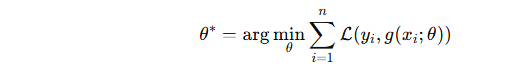 θ* = arg min_θ ∑_{i=1}^{n} ℒ(y_i, g(x_i; θ))